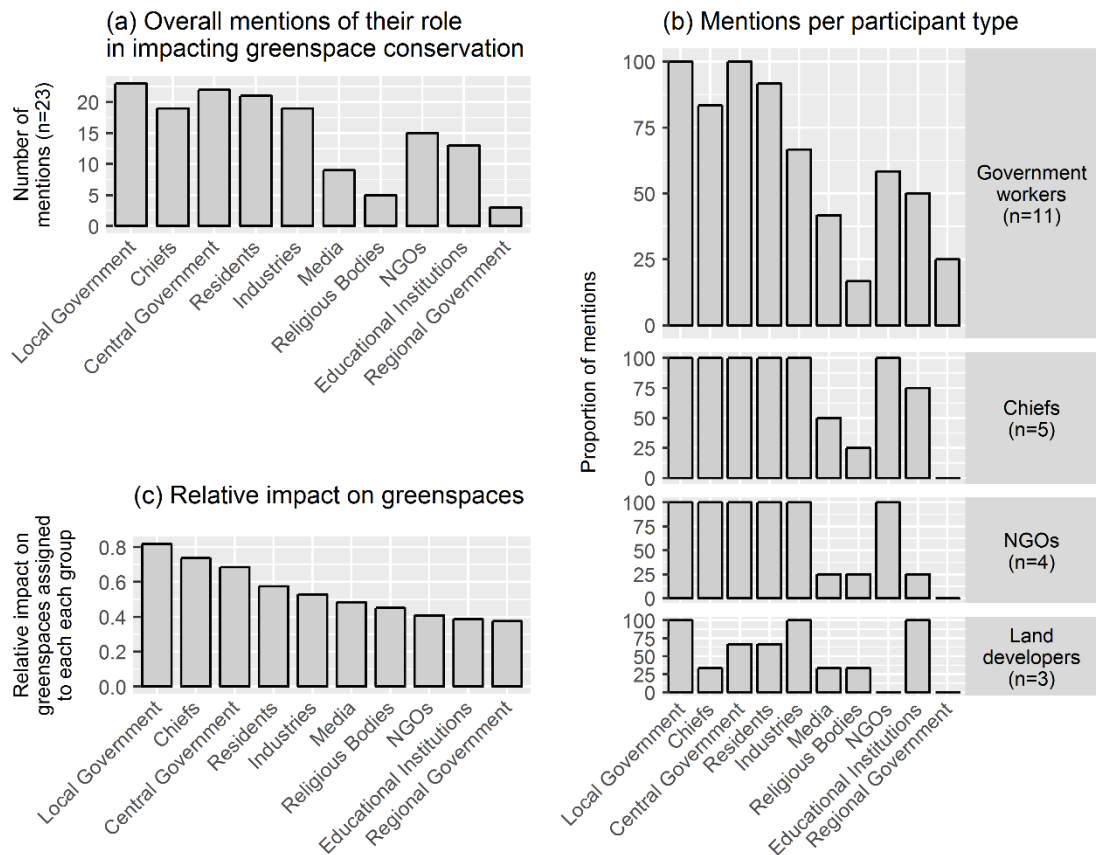 (a) Overall mentions of their role
in impacting greenspace conservation
Number of
mentions (n=23)
20
15
10
5
0
Local Government
Chiefs
Central Government
Residents
Industries
Media
Religious Bodies
NGOs
Educational Institutions
Regional Government
(c) Relative impact on greenspaces
Relative impact on
greenspaces assigned
to each each group
0.8
0.6
0.4
0.2
0.0
Local Government
Chiefs
Central Government
Residents
Industries
Media
Religious Bodies
NGOs
Educational Institutions
Regional Government
(b) Mentions per participant type
Proportion of mentions
100
75
50
25
0
Government
workers
(n=11)
100
75
50
25
0
Chiefs
(n=5)
100
75
50
25
0
NGOs
(n=4)
100
75
50
25
0
Land
developers
(n=3)
Local Government
Chiefs
Central Government
Residents
Industries
Media
Religious Bodies
NGOs
Educational Institutions
Regional Government